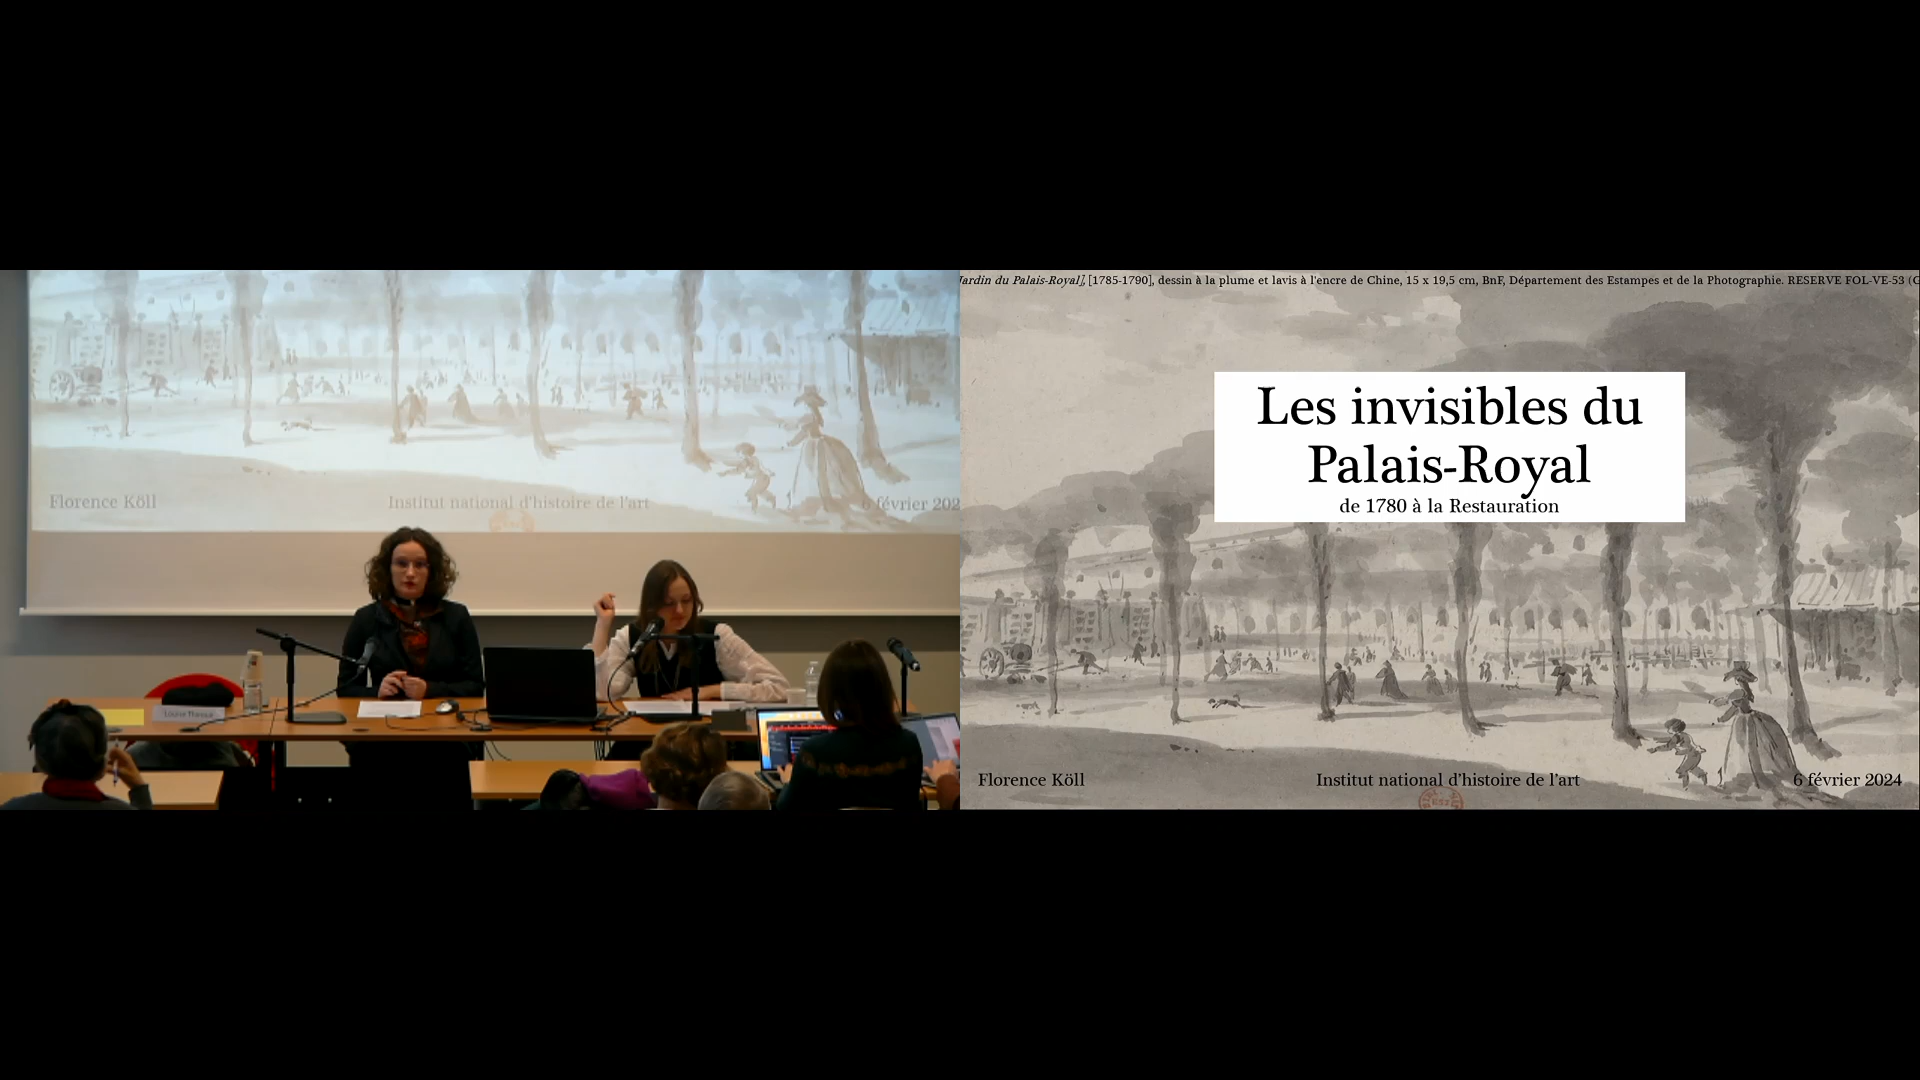 Florence Köll
Institut national d'histoire de l'art
6 février 202
Jardin du Palais-Royal], [1785-1790], dessin à la plume et lavis à l'encre de Chine, 15 x 19,5 cm, BnF, Département des Estampes et de la Photographie. RESERVE FOL-VE-53 (
Les invisibles du
Palais-Royal
de 1780 à la Restauration
Florence Köll
Institut national d'histoire de l'art
6 février 2024